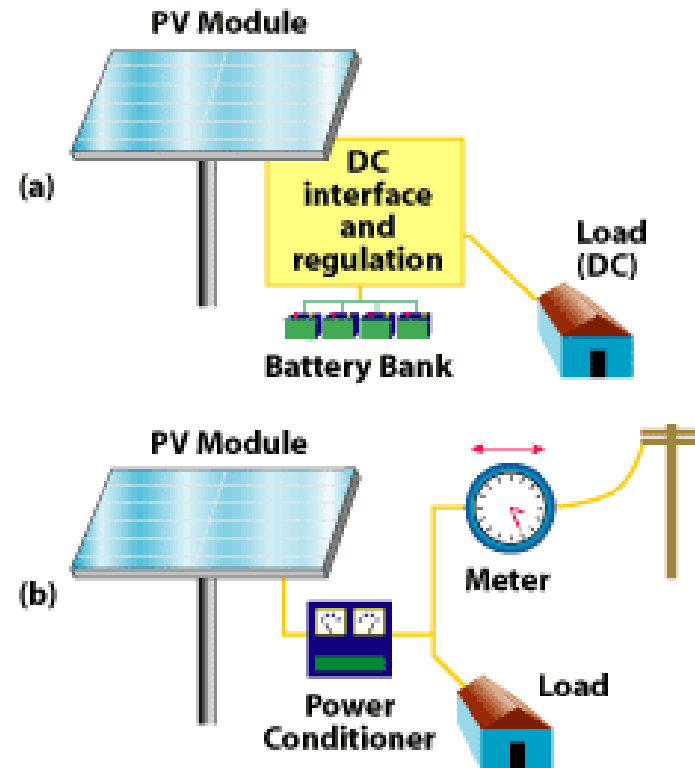 PV Module
(a)
DC
interface
and
regulation
Load
(DC)
Battery Bank
PV Module
(b)
Meter
Load
Power
Conditioner